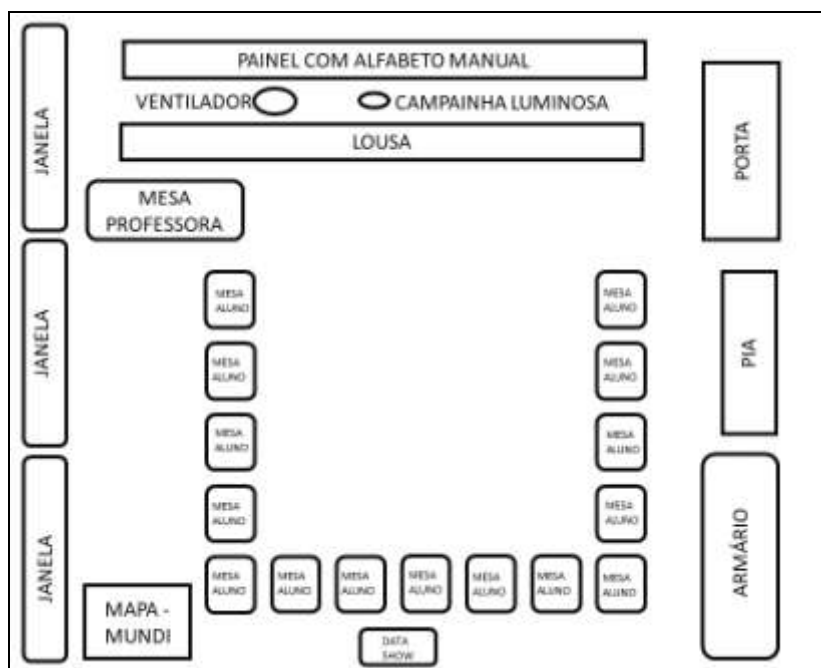 PAINEL COM ALFABETO MANUAL
VENTILADOR
CAMPAINHA LUMINOSA
LOUSA
JANELA
PORTA
MESA
PROFESSORA
JANELA
PIA
JANELA
ARMÁRIO
MESA
ALUNO
MESA
ALUNO
MESA
ALUNO
MESA
ALUNO
MESA
ALUNO
MESA
ALUNO
MESA
ALUNO
MESA
ALUNO
MESA
ALUNO
MESA
ALUNO
MESA
ALUNO
MESA
ALUNO
MESA
ALUNO
MESA
ALUNO
MESA
ALUNO
MAPA -
MUNDI
DATA
SHOW